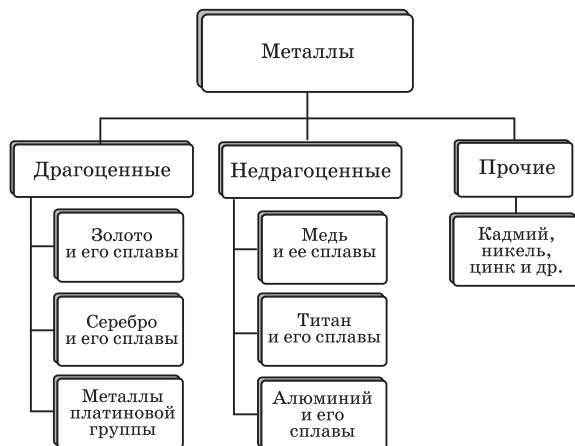 Металлы
Драгоценные
Недрагоценные
Прочие
Золото
и его сплавы
Медь
и ее сплавы
Кадмий,
никель,
цинк и др.
Серебро
и его сплавы
Титан
и его сплавы
Металлы
платиновой
группы
Алюминий
и его
сплавы